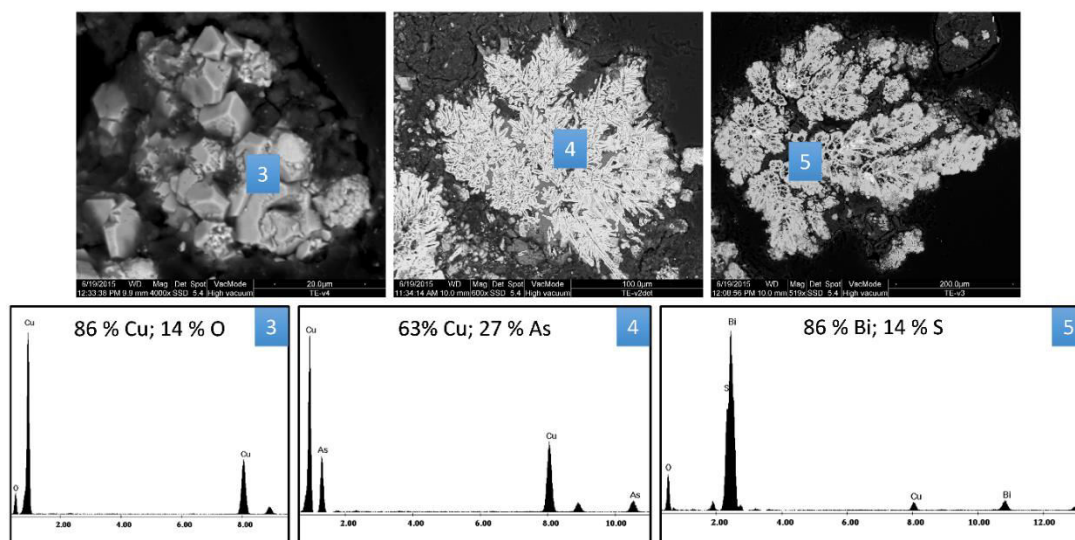 3
4
5
6/19/2015 WD Mag Det Spot VacMode 20.0µm
12:33:38 PM 9.9 mm 4000x SSD 5.4 High vacuum TE-v4
6/19/2015 WD Mag Det Spot VacMode 100.0µm
11:34:14 AM 10.0 mm 600x SSD 5.4 High vacuum TE-v2det
6/19/2015 WD Mag Det Spot VacMode 200.0µm
12:08:56 PM 10.0 mm 519x SSD 5.4 High vacuum TE-v3
86 % Cu; 14 % O 3
Cu
Cu
O
2.00 4.00 6.00 8.00
63% Cu; 27 % As 4
Cu
As
Cu
As
2.00 4.00 6.00 8.00 10.00
86 % Bi; 14 % S 5
Bi
S
O
Cu Bi
2.00 4.00 6.00 8.00 10.00 12.00